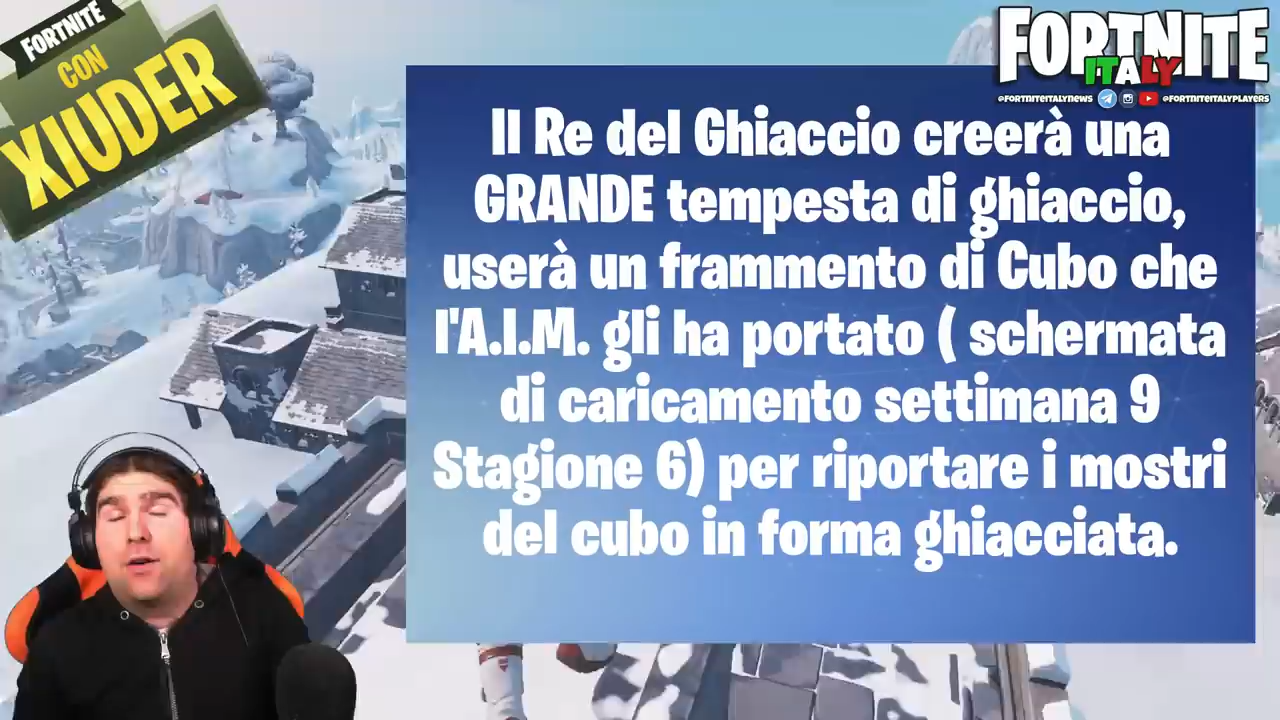 FORTNITE
CON
XIUDER
FORTNITE
ITALY
@FORTNITEITALYNEWS @FORTNITEITALYPLAYERS
Il Re del Ghiaccio creerà una
GRANDE tempesta di ghiaccio,
userà un frammento di Cubo che
l'A.I.M. gli ha portato ( schermata
di caricamento settimana 9
Stagione 6) per riportare i mostri
del cubo in forma ghiacciata.